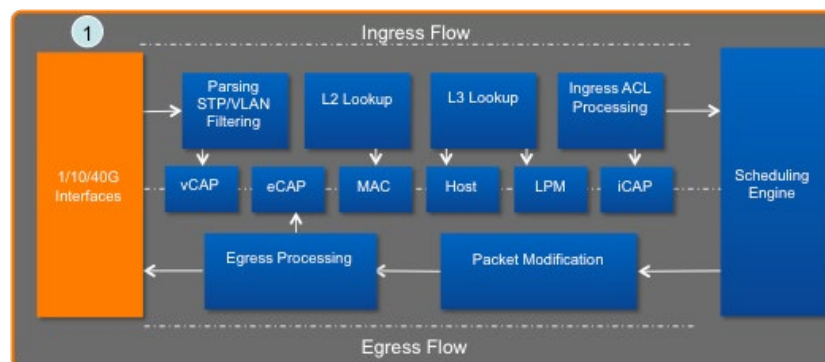 1
Ingress Flow
Parsing
STP/VLAN
Filtering
L2 Lookup
L3 Lookup
Ingress ACL
Processing
1/10/40G
Interfaces
vCAP
eCAP
MAC
Host
LPM
iCAP
Scheduling
Engine
Egress Processing
Packet Modification
Egress Flow